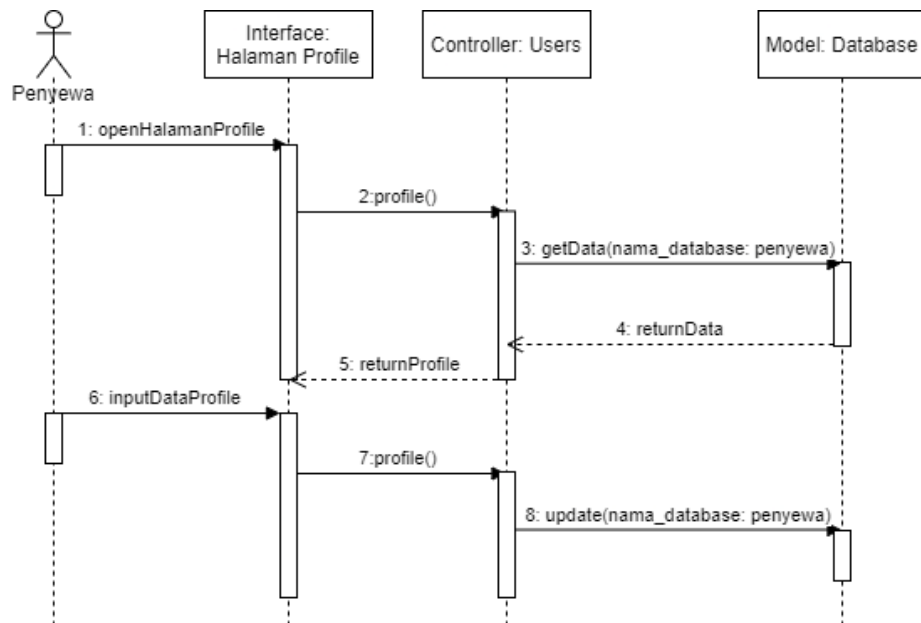 Interface:
Halaman Profile
Controller: Users
Model: Database
Penyewa
1: openHalamanProfile
2:profile()
3: getData(nama_database: penyewa)
4: returnData
5: returnProfile
6: inputDataProfile
7:profile()
8: update(nama_database: penyewa)